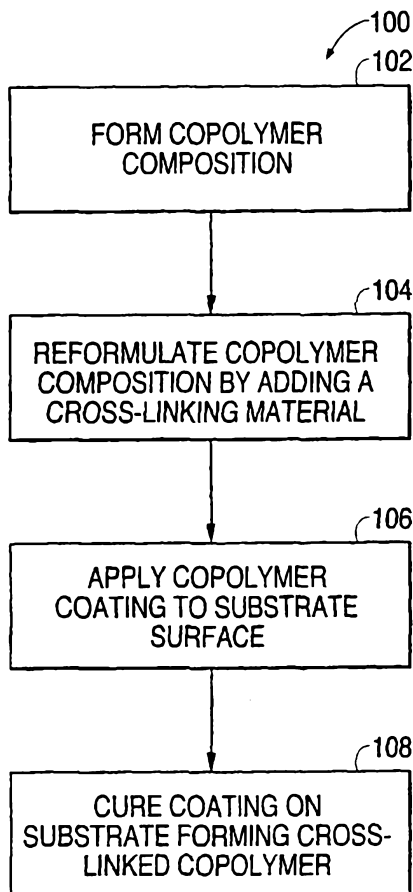 100
102
FORM COPOLYMER
COMPOSITION
104
REFORMULATE COPOLYMER
COMPOSITION BY ADDING A
CROSS-LINKING MATERIAL
106
APPLY COPOLYMER
COATING TO SUBSTRATE
SURFACE
108
CURE COATING ON
SUBSTRATE FORMING CROSS-
LINKED COPOLYMER